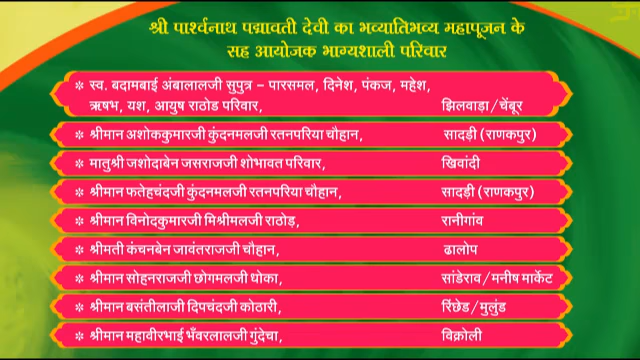 श्री पार्श्वनाथ पद्मावती देवी का भव्यातिभव्य महापूजन के
सह आयोजक भाग्यशाली परिवार
❇ स्व. बदामबाई अंबालालजी सुपुत्र – पारसमल, दिनेश, पंकज, महेश,
ऋषभ, यश, आयुष राठोड परिवार, झिलवाड़ा/चेंबूर
❇ श्रीमान अशोककुमारजी कुंदनमलजी रतनपरिया चौहान, सादड़ी (राणकपुर)
❇ मातुश्री जशोदाबेन जसराजजी शोभावत परिवार, खिवांदी
❇ श्रीमान फतेहचंदजी कुंदनमलजी रतनपरिया चौहान, सादड़ी (राणकपुर)
❇ श्रीमान विनोदकुमारजी मिश्रीमलजी राठोड़, रानीगांव
❇ श्रीमती कंचनबेन जावंतराजजी चौहान, ढालोप
❇ श्रीमान सोहनराजजी छोगमलजी धोका, सांडेराव/मनीष मार्केट
❇ श्रीमान बसंतीलाजी दिपचंदजी कोठारी, रिंछेड/मुलुंड
❇ श्रीमान महावीरभाई भँवरलालजी गुंदेचा, विक्रोली